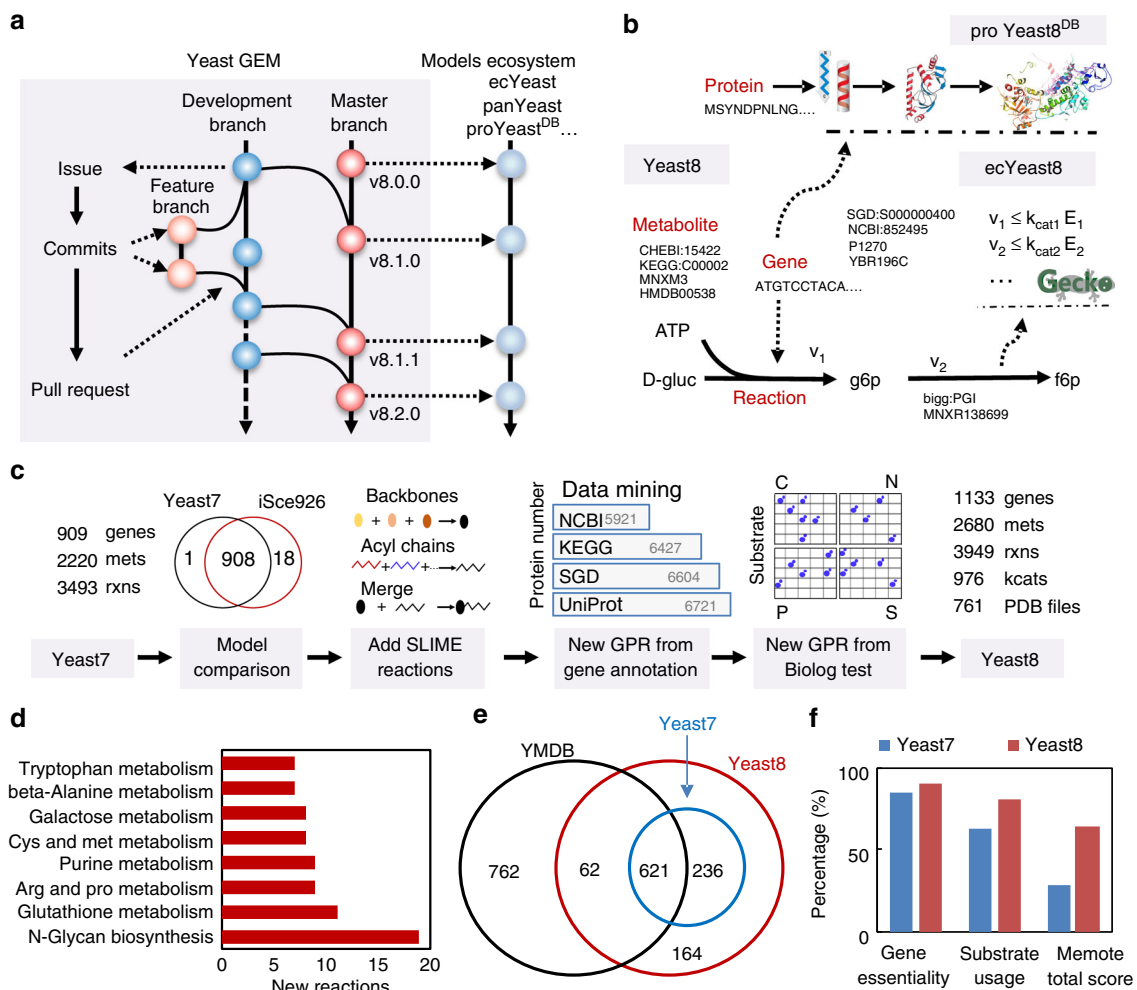 a
Yeast GEM
Models ecosystem
ecYeast
panYeast
proYeast^DB…
Development
branch
Master
branch
Issue
Feature
branch
Commits
Pull request
v8.0.0
v8.1.0
v8.1.1
v8.2.0
b
pro Yeast8^DB
Protein
MSYNDPNLNG....
Yeast8
ecYeast8
Metabolite
CHEBI:15422
KEGG:C00002
MNXM3
HMDB00538
SGD:S000000400
NCBI:852495
P1270
YBR196C
Gene
ATGTCCTACA....
v1 ≤ kcat1 E1
v2 ≤ kcat2 E2
... ...
Gecko
ATP
v1
v2
D-gluc
g6p
f6p
Reaction
bigg:PGI
MNXR138699
c
909 genes
2220 mets
3493 rxns
Yeast7
iSce926
1
908
18
Backbones
+ + +
Acyl chains
+ +...
Merge
+
Data mining
Protein number
NCBI 5921
KEGG 6427
SGD 6604
UniProt 6721
C
N
Substrate
P
S
1133 genes
2680 mets
3949 rxns
976 kcats
761 PDB files
Yeast7
Model
comparison
Add SLIME
reactions
New GPR from
gene annotation
New GPR from
Biolog test
Yeast8
d
Tryptophan metabolism
beta-Alanine metabolism
Galactose metabolism
Cys and met metabolism
Purine metabolism
Arg and pro metabolism
Glutathione metabolism
N-Glycan biosynthesis
0 5 10 15 20
New reactions
e
Yeast7
YMDB
Yeast8
762
62
621
236
164
f
Yeast7
Yeast8
Percentage (%)
100
50
0
Gene
essentiality
Substrate
usage
Memote
total score